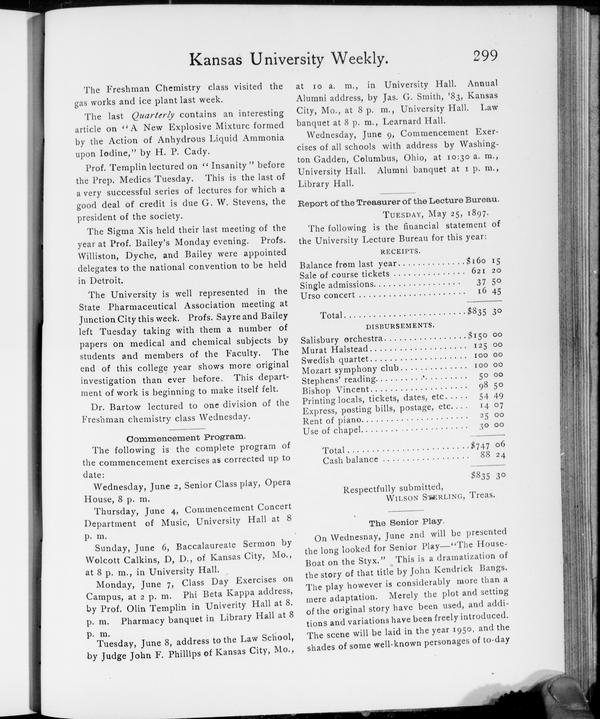 Kansas University Weekly. 299
The Freshman Chemistry class visited the
gas works and ice plant last week.
The last Quarterly contains an interesting
article on "A New Explosive Mixture formed
by the Action of Anhydrous Liquid Ammonia
upon Iodine," by H. P. Cady.
Prof. Templin lectured on "Insanity" before
the Prep. Medics Tuesday. This is the last of
a very successful series of lectures for which a
good deal of credit is due G. W. Stevens, the
president of the society.
The Sigma Xis held their last meeting of the
year at Prof. Bailey's Monday evening. Profs.
Williston, Dyche, and Bailey were appointed
delegates to the national convention to be held
in Detroit.
The University is well represented in the
State Pharmaceutical Association meeting at
Junction City this week. Profs. Sayre and Bailey
left Tuesday taking with them a number of
papers on medical and chemical subjects by
students and members of the Faculty. The
end of this college year shows more original
investigation than ever before. This depart-
ment of work is beginning to make itself felt.
Dr. Bartow lectured to one division of the
Freshman chemistry class Wednesday.
Commencement Program.
The following is the complete program of
the commencement exercises as corrected up to
date:
Wednesday, June 2, Senior Class play, Opera
House, 8 p. m.
Thursday, June 4, Commencement Concert
Department of Music, University Hall at 8
p. m.
Sunday, June 6, Baccalaureate Sermon by
Wolcott Calkins, D, D., of Kansas City, Mo.,
at 8 p. m., in University Hall.
Monday, June 7, Class Day Exercises on
Campus, at 2 p. m. Phi Beta Kappa address,
by Prof. Olin Templin in Univerity Hall at 8.
p. m. Pharmacy banquet in Library Hall at 8
p. m.
Tuesday, June 8, address to the Law School,
by Judge John F. Phillips of Kansas City, Mo.,
at 10 a. m., in University Hall. Annual
Alumni address, by Jas. G. Smith, '83, Kansas
City, Mo., at 8 p. m., University Hall. Law
banquet at 8 p. m., Learnard Hall.
Wednesday, June 9, Commencement Exer-
cises of all schools with address by Washing-
ton Gadden, Columbus, Ohio, at 10:30 a. m.,
University Hall. Alumni banquet at 1 p. m.,
Library Hall.
Report of the Treasurer of the Lecture Bureau.
TUESDAY, May 25, 1897.
The following is the financial statement of
the University Lecture Bureau for this year:
RECEIPTS.
Balance from last year.............$160 15
Sale of course tickets .............. 621 20
Single admissions................. 37 50
Urso concert ..................... 16 45
Total.......................$835 30
DISBURSEMENTS.
Salisbury orchestra................$150 00
Murat Halstead.................... 125 00
Swedish quartet................... 100 00
Mozart symphony club............. 100 00
Stephens' reading.................. 50 00
Bishop Vincent.................... 98 50
Printing locals, tickets, dates, etc..... 54 49
Express, posting bills, postage, etc.... 14 07
Rent of piano..................... 25 00
Use of chapel..................... 30 00
Total.......................$747 06
Cash balance .................... 88 24
$835 30
Respectfully submitted,
WILSON STERLING, Treas.
The Senior Play.
On Wednesnay, June 2nd will be presented
the long looked for Senior Play—"The House-
Boat on the Styx." This is a dramatization of
the story of that title by John Kendrick Bangs.
The play however is considerably more than a
mere adaptation. Merely the plot and setting
of the original story have been used, and addi-
tions and variations have been freely introduced.
The scene will be laid in the year 1950, and the
shades of some well-known personages of to-day